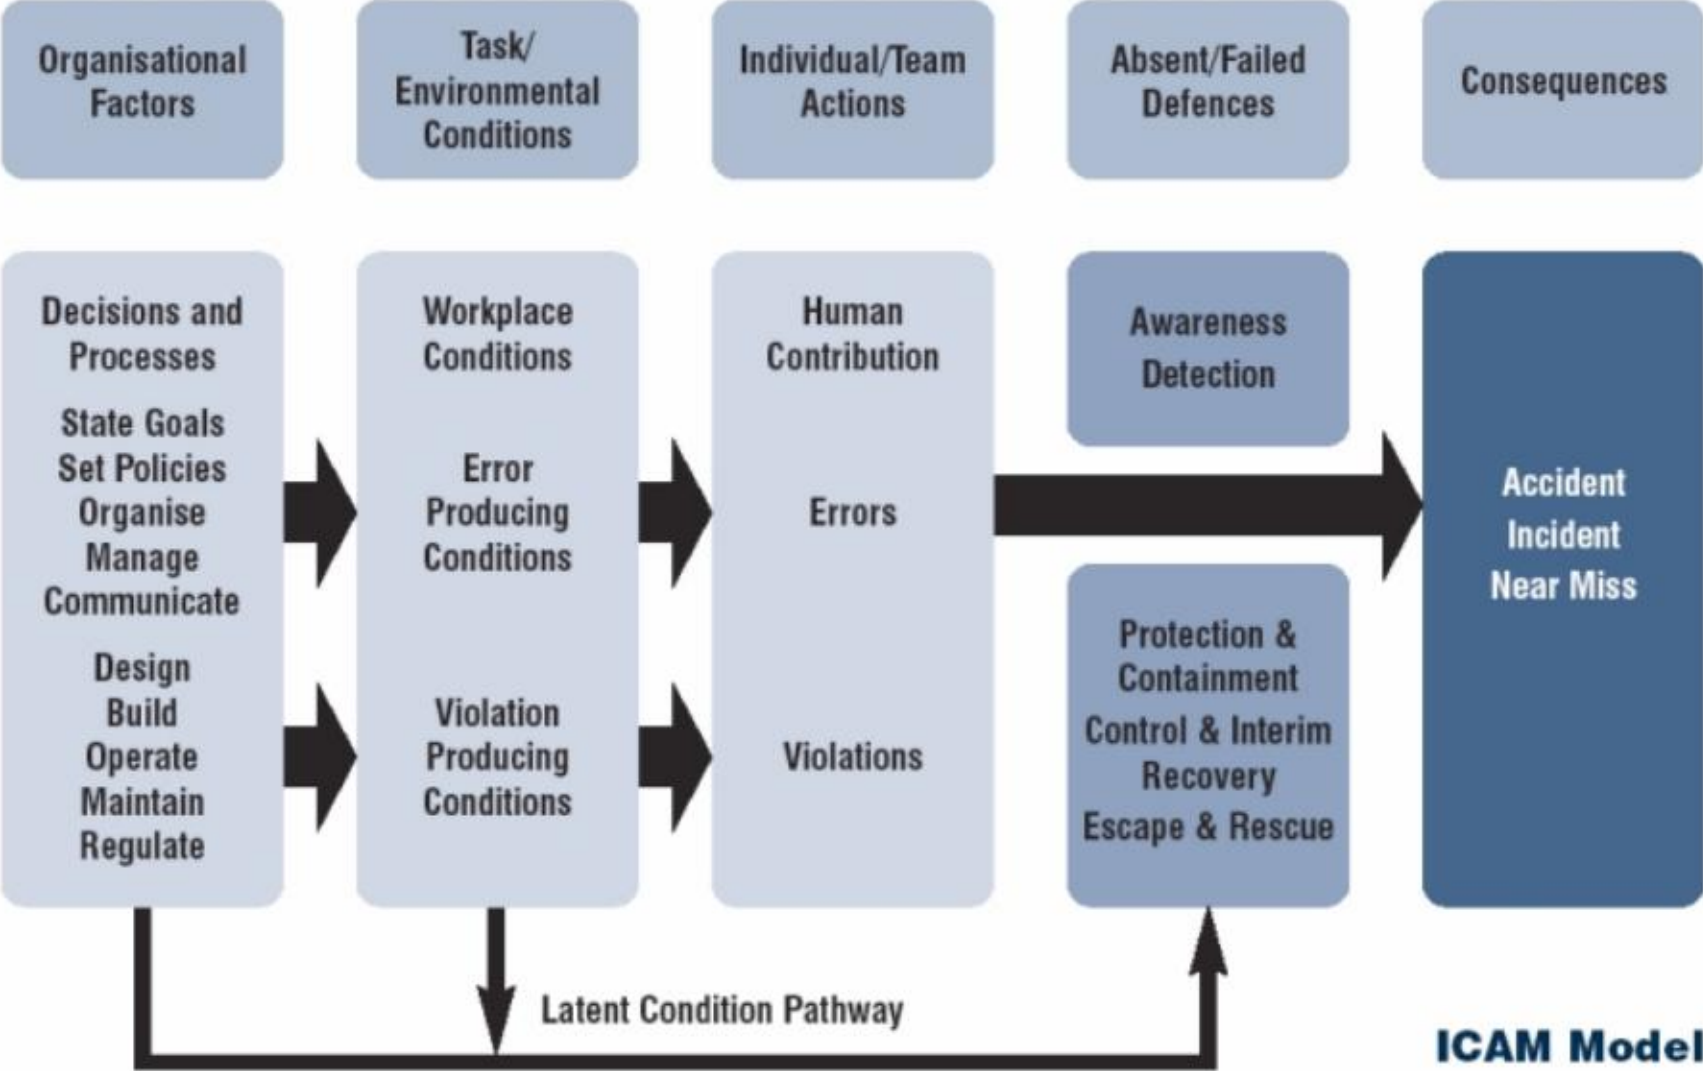 Organisational
Factors
Task/
Environmental
Conditions
Individual/Team
Actions
Absent/Failed
Defences
Consequences
Decisions and
Processes
State Goals
Set Policies
Organise
Manage
Communicate
Design
Build
Operate
Maintain
Regulate
Workplace
Conditions
Error
Producing
Conditions
Violation
Producing
Conditions
Human
Contribution
Errors
Violations
Awareness
Detection
Protection &
Containment
Control & Interim
Recovery
Escape & Rescue
Accident
Incident
Near Miss
Latent Condition Pathway
ICAM Model